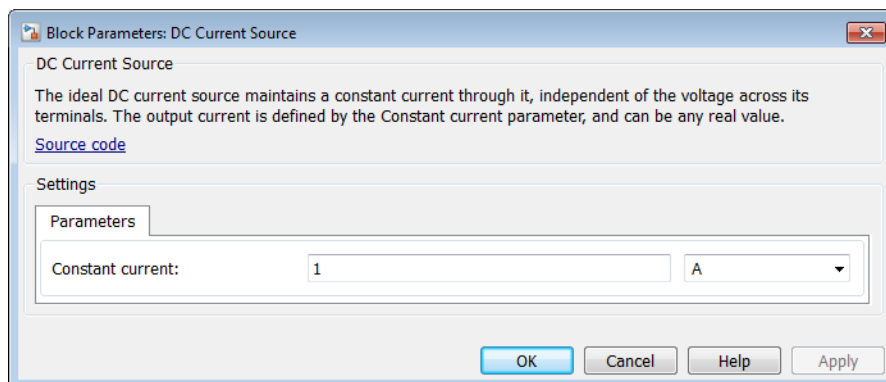 Block Parameters: DC Current Source
DC Current Source
The ideal DC current source maintains a constant current through it, independent of the voltage across its
terminals. The output current is defined by the Constant current parameter, and can be any real value.
Source code
Settings
Parameters
Constant current: 1 A
OK Cancel Help Apply